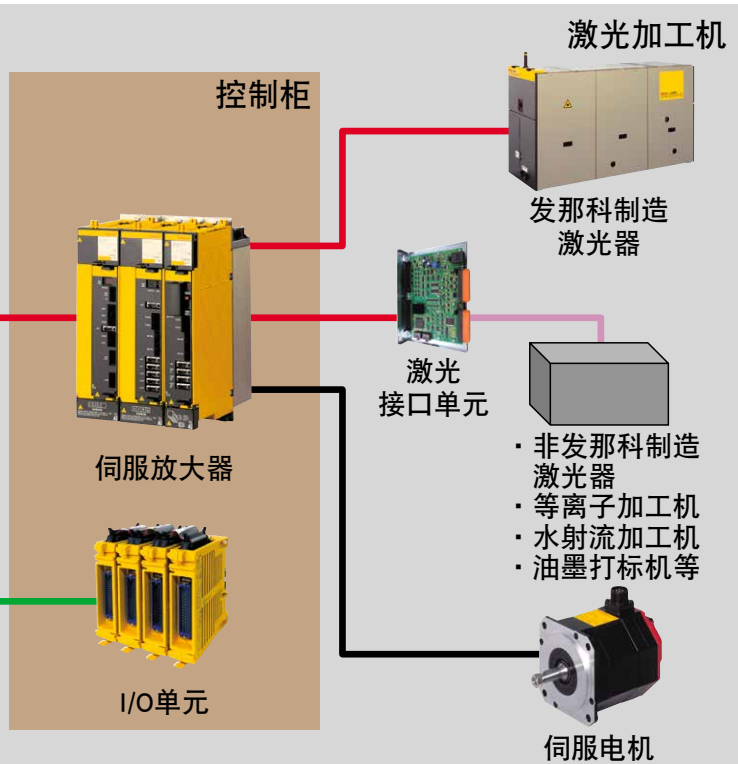 激光加工机
控制柜
发那科制造
激光器
激光
接口单元
伺服放大器
・非发那科制造
激光器
・等离子加工机
・水射流加工机
・油墨打标机等
I/O单元
伺服电机